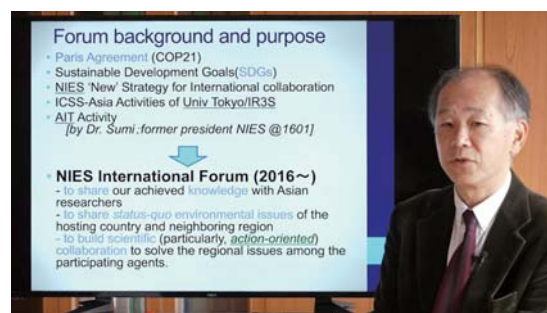 Forum background and purpose
• Paris Agreement (COP21)
• Sustainable Development Goals(SDGs)
• NIES 'New' Strategy for International collaboration
• ICSS-Asia Activities of Univ Tokyo/IR3S
• AIT Activity
[by Dr. Sumi:former president NIES @1601]
• NIES International Forum (2016～)
- to share our achieved knowledge with Asian
researchers
- to share status-quo environmental issues of the
hosting country and neighboring region
- to build scientific (particularly, action-oriented)
collaboration to solve the regional issues among the
participating agents.